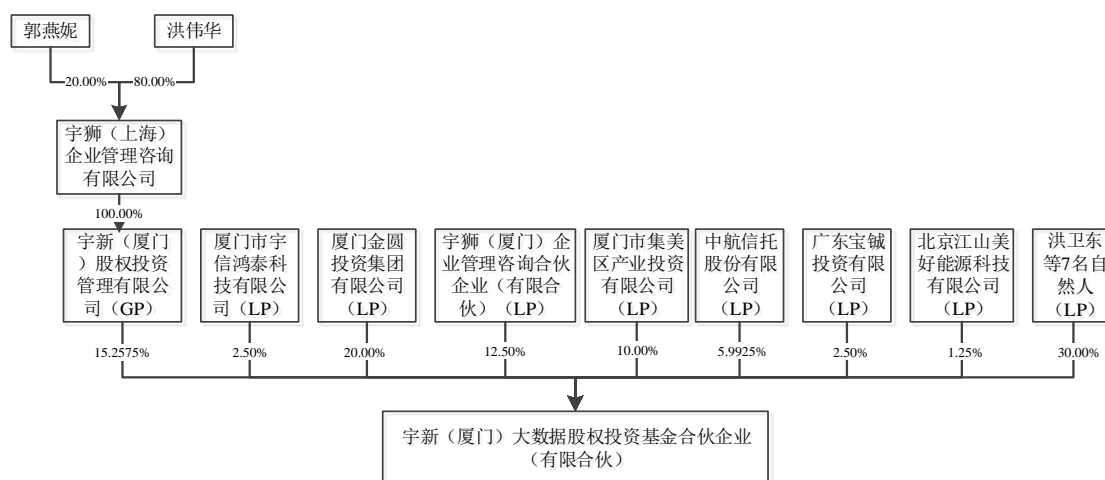 郭燕妮
洪伟华
20.00%
80.00%
宇狮（上海）
企业管理咨询
有限公司
100.00%
宇新（厦门
）股权投资
管理有限公
司（GP）
厦门市宇
信鸿泰科
技有限公
司（LP）
厦门金圆
投资集团
有限公司
（LP）
宇狮（厦门）企
业管理咨询合伙
企业（有限合
伙）（LP）
厦门市集美
区产业投资
有限公司
（LP）
中航信托
股份有限
公司
（LP）
广东宝铖
投资有限
公司
（LP）
北京江山美
好能源科技
有限公司
（LP）
洪卫东
等7名自
然人
（LP）
15.2575%
2.50%
20.00%
12.50%
10.00%
5.9925%
2.50%
1.25%
30.00%
宇新（厦门）大数据股权投资基金合伙企业
（有限合伙）